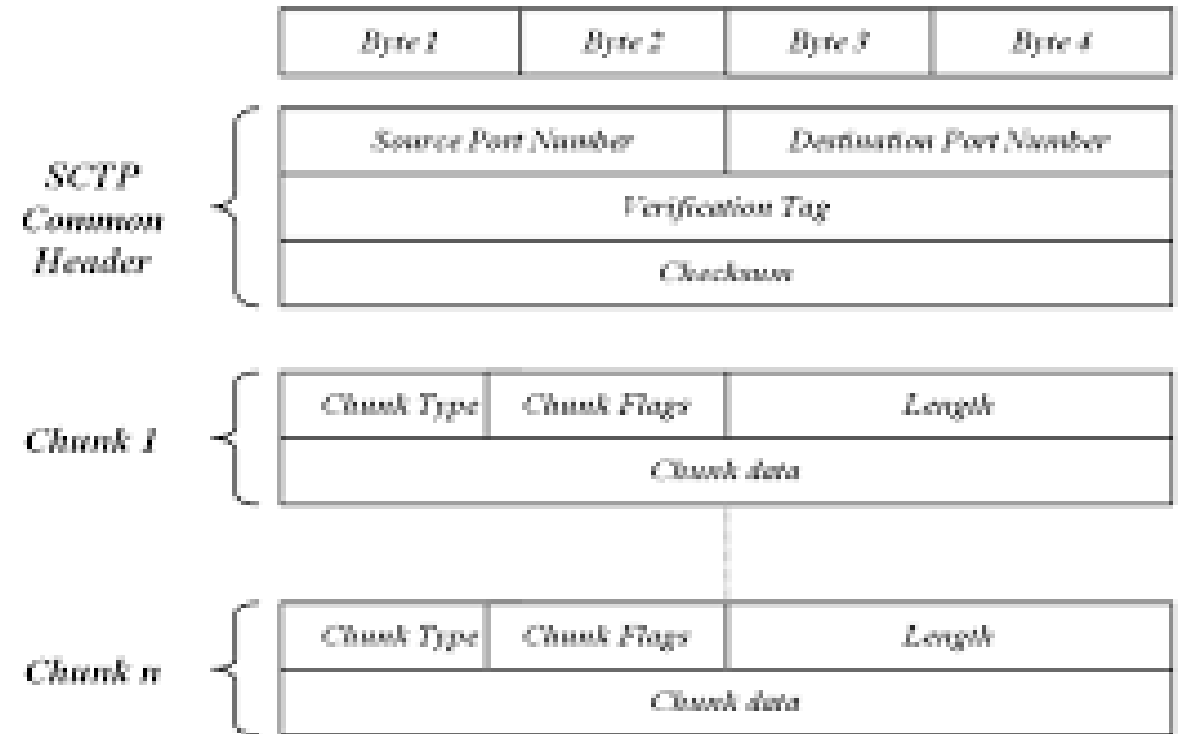 Byte 1 Byte 2 Byte 3 Byte 4
SCTP
Common
Header
Source Port Number Destination Port Number
Verification Tag
Checksum
Chunk 1
Chunk Type Chunk Flags Length
Chunk data
Chunk n
Chunk Type Chunk Flags Length
Chunk data